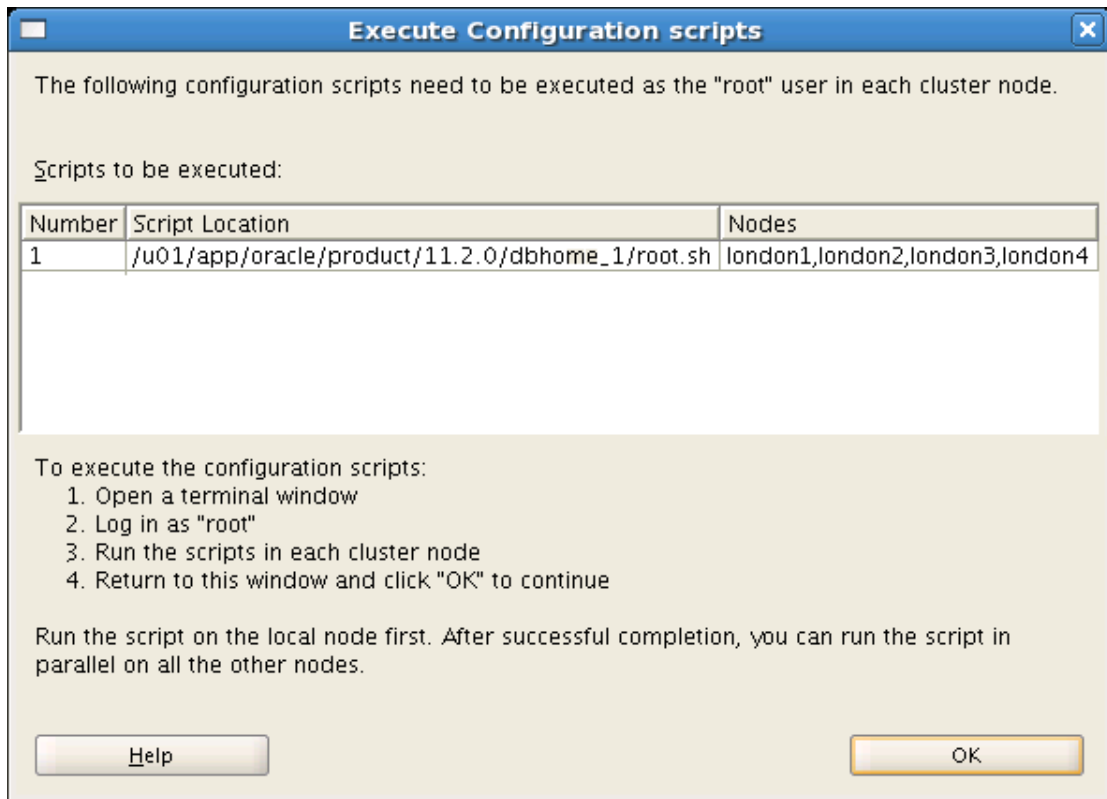 Execute Configuration scripts
The following configuration scripts need to be executed as the "root" user in each cluster node.
Scripts to be executed:
Number Script Location Nodes
1 /u01/app/oracle/product/11.2.0/dbhome_1/root.sh london1,london2,london3,london4
To execute the configuration scripts:
1. Open a terminal window
2. Log in as "root"
3. Run the scripts in each cluster node
4. Return to this window and click "OK" to continue
Run the script on the local node first. After successful completion, you can run the script in
parallel on all the other nodes.
Help OK